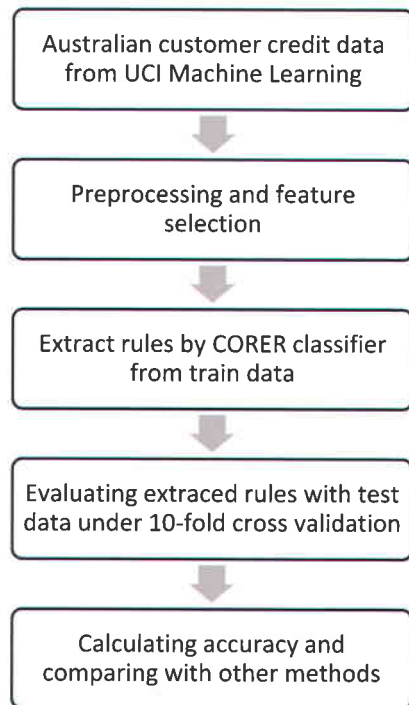 Australian customer credit data
from UCI Machine Learning
Preprocessing and feature
selection
Extract rules by CORER classifier
from train data
Evaluating extraced rules with test
data under 10-fold cross validation
Calculating accuracy and
comparing with other methods